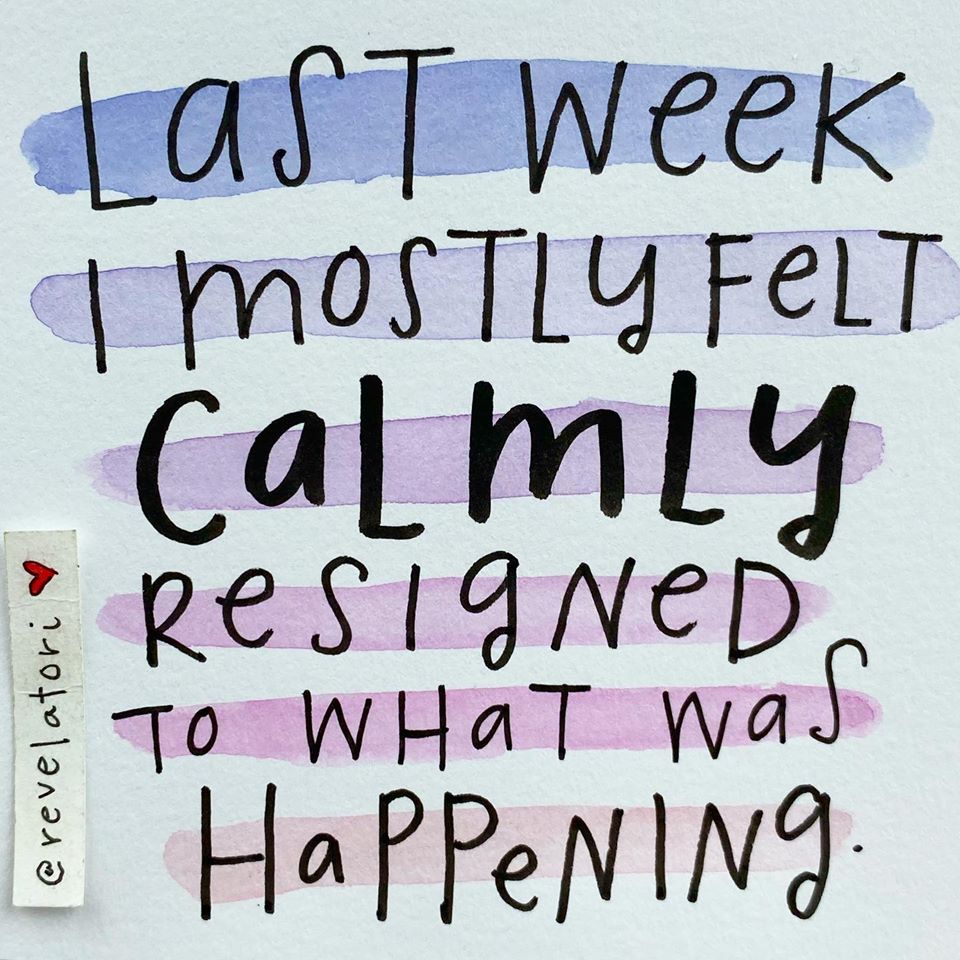 LaST Week
I mOSTLy FeLT
CaLmLy
ReSIgNeD
TO WHaT WaS
HaPPeNINg.
@revelatori